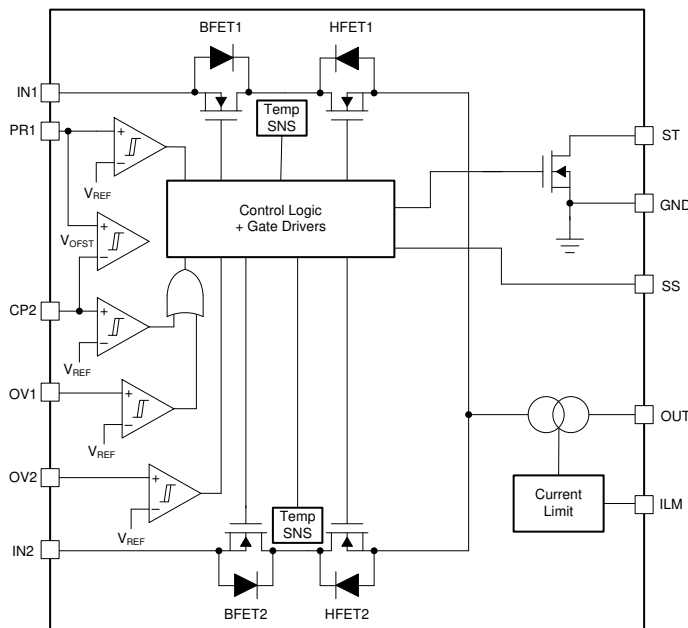 BFET1
HFET1
IN1
Temp
SNS
PR1
+
−
VREF
ST
Control Logic
+ Gate Drivers
GND
+
VOFST
−
SS
CP2
+
−
VREF
OV1
+
−
VREF
OUT
OV2
+
−
VREF
Current
Limit
ILM
Temp
SNS
IN2
BFET2
HFET2